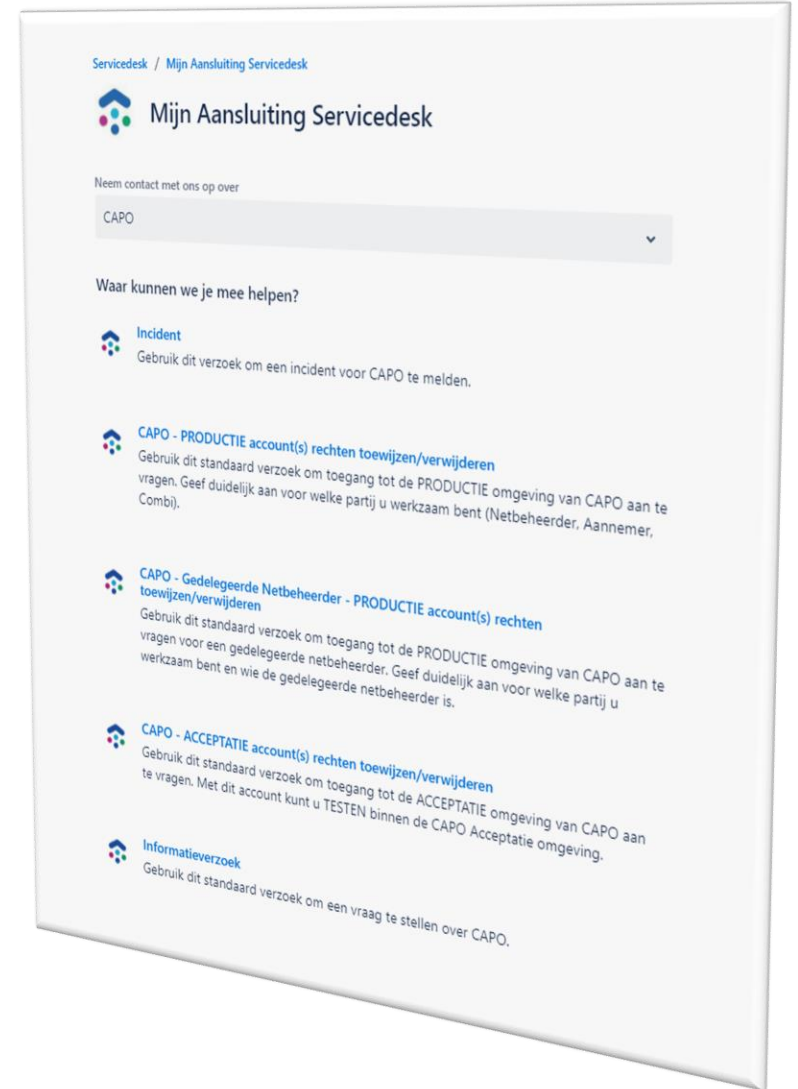 Servicedesk / Mijn Aansluiting Servicedesk
Mijn Aansluiting Servicedesk
Neem contact met ons op over
CAPO
Waar kunnen we je mee helpen?
Incident
Gebruik dit verzoek om een incident voor CAPO te melden.
CAPO - PRODUCTIE account(s) rechten toewijzen/verwijderen
Gebruik dit standaard verzoek om toegang tot de PRODUCTIE omgeving van CAPO aan te
vragen. Geef duidelijk aan voor welke partij u werkzaam bent (Netbeheerder, Aannemer,
Combi).
CAPO - Gedelegeerde Netbeheerder - PRODUCTIE account(s) rechten
toewijzen/verwijderen
Gebruik dit standaard verzoek om toegang tot de PRODUCTIE omgeving van CAPO aan te
vragen voor een gedelegeerde netbeheerder. Geef duidelijk aan voor welke partij u
werkzaam bent en wie de gedelegeerde netbeheerder is.
CAPO - ACCEPTATIE account(s) rechten toewijzen/verwijderen
Gebruik dit standaard verzoek om toegang tot de ACCEPTATIE omgeving van CAPO aan
te vragen. Met dit account kunt u TESTEN binnen de CAPO Acceptatie omgeving.
Informatieverzoek
Gebruik dit standaard verzoek om een vraag te stellen over CAPO.